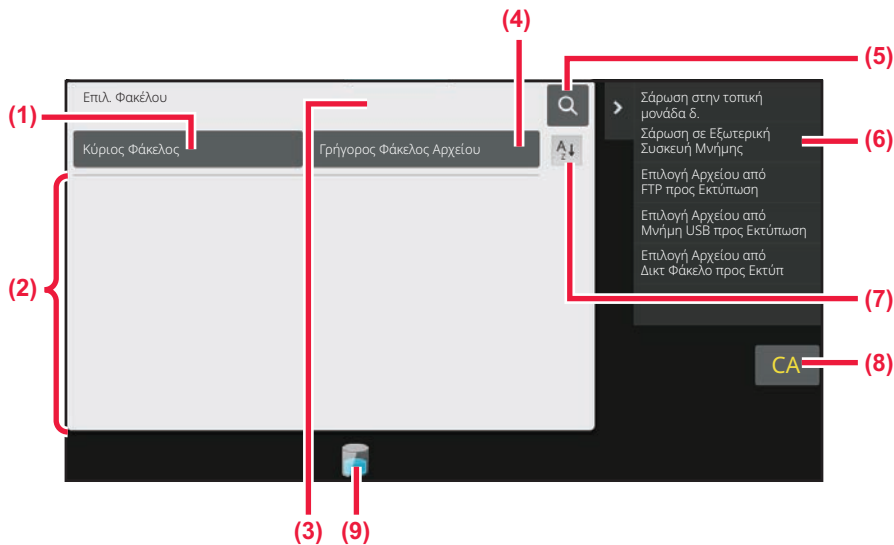 (4)
(5)
Επιλ. Φακέλου
Σάρωση στην τοπική
μονάδα δ.
(1)
Κύριος Φάκελος
Γρήγορος Φάκελος Αρχείου
A
Z
Σάρωση σε Εξωτερική
Συσκευή Μνήμης
(6)
Επιλογή Αρχείου από
FTP προς Εκτύπωση
Επιλογή Αρχείου από
Μνήμη USB προς Εκτύπωση
Επιλογή Αρχείου από
Δικτ Φάκελο προς Εκτύπ
(2)
(7)
CA
(8)
(3)
(9)